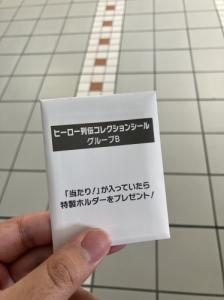 ヒーロー列伝コレクションシール
グループB
「当たり!」が入っていたら
特製ホルダーをプレゼント!